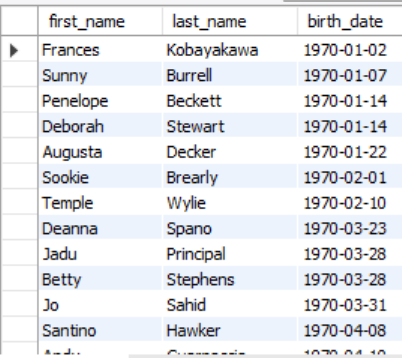 first_name last_name birth_date
Frances Kobayakawa 1970-01-02
Sunny Burrell 1970-01-07
Penelope Beckett 1970-01-14
Deborah Stewart 1970-01-14
Augusta Decker 1970-01-22
Sookie Brearly 1970-02-01
Temple Wylie 1970-02-10
Deanna Spano 1970-03-23
Jadu Principal 1970-03-28
Betty Stephens 1970-03-28
Jo Sahid 1970-03-31
Santino Hawker 1970-04-08